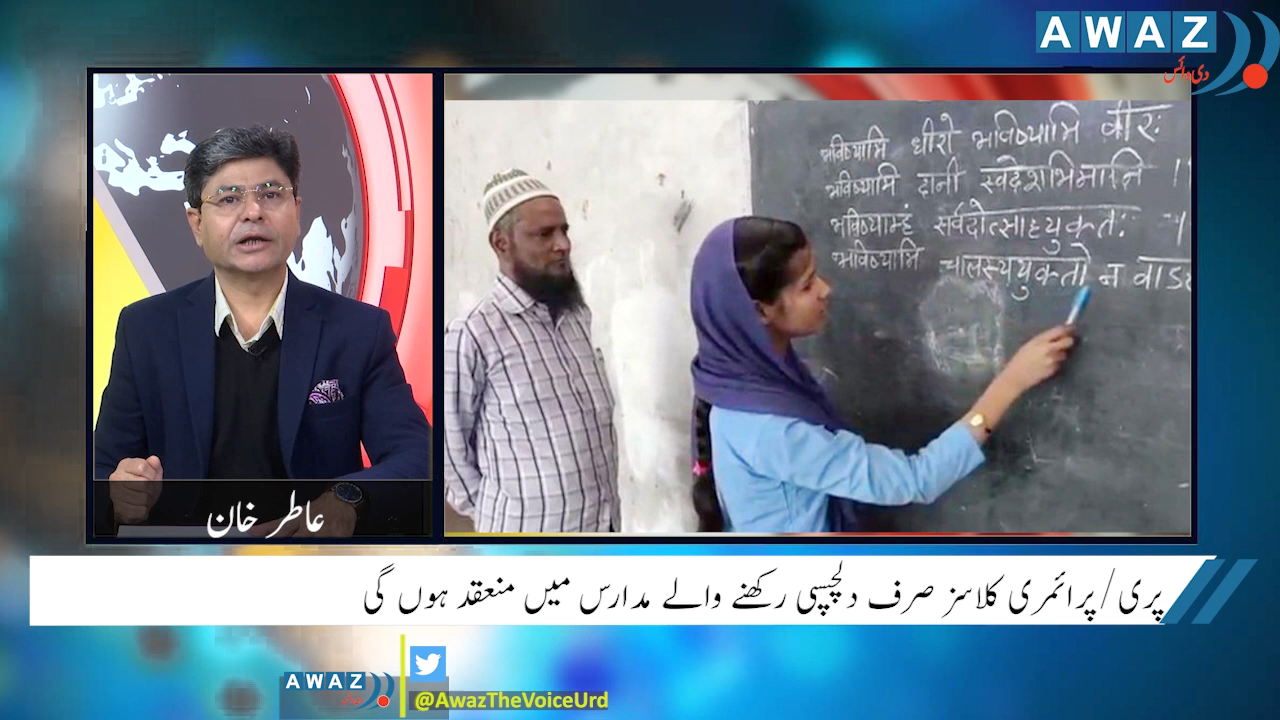 AWAZ
دی وائس
भविष्यामि धीरो भविष्यामि वीरः
भविष्यामि दानी स्वदेशाभिमानि
भविष्याम्हं सर्वदोत्साहयुक्तः
भविष्यामि चालस्ययुक्तो न वाऽ
عاطر خان
پری/پرائمری کلاسز صرف دلچسپی رکھنے والے مدارس میں منعقد ہوں گی
AWAZ
@AwazTheVoiceUrd